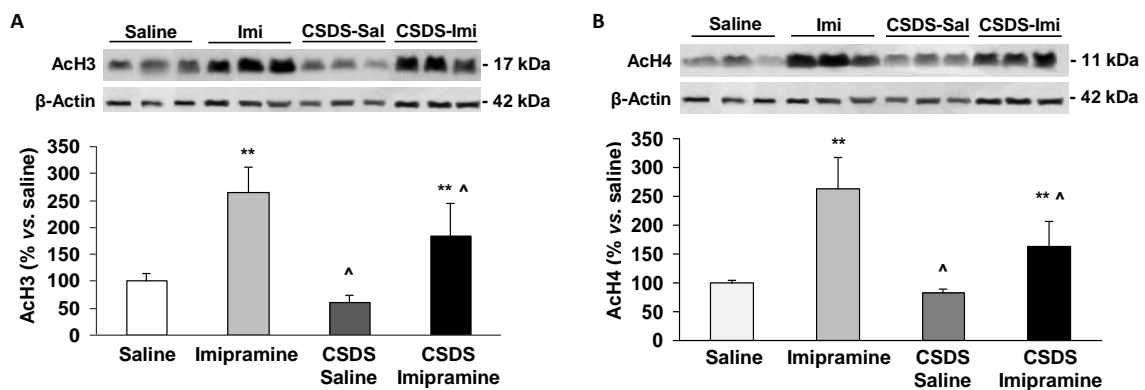 A
Saline Imi CSDS-Sal CSDS-Imi
AcH3 - 17 kDa
β-Actin - 42 kDa
AcH3 (% vs. saline)
350
300
250
200
150
100
50
0
**
^
** ^
Saline Imipramine CSDS Saline CSDS Imipramine
B
Saline Imi CSDS-Sal CSDS-Imi
AcH4 - 11 kDa
β-Actin - 42 kDa
AcH4 (% vs. saline)
350
300
250
200
150
100
50
0
**
^
** ^
Saline Imipramine CSDS Saline CSDS Imipramine